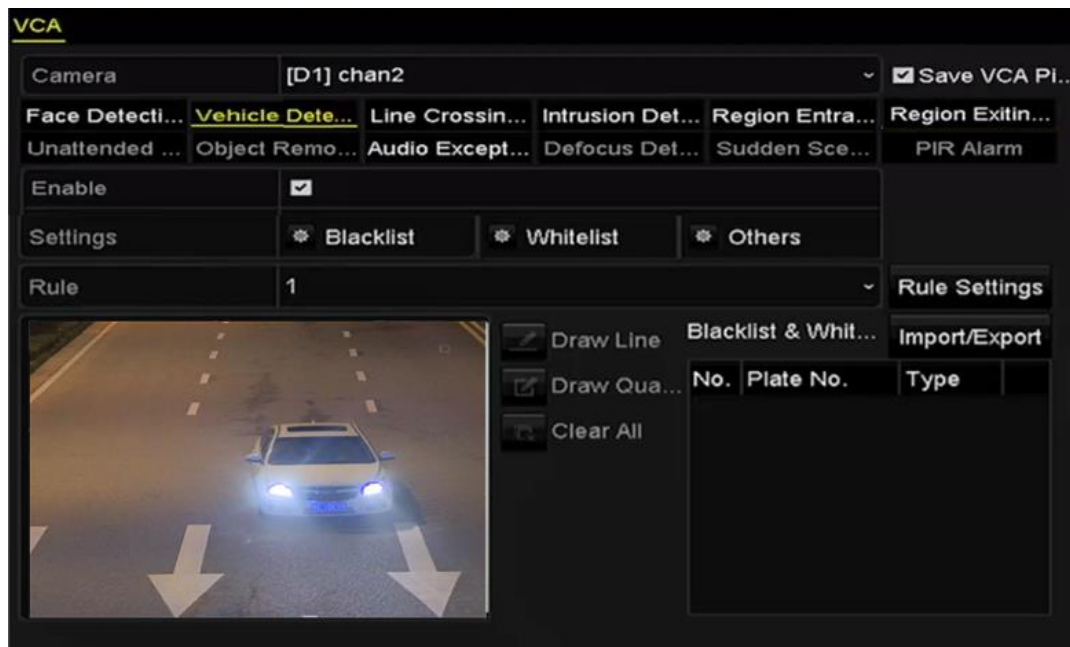 VCA
Camera [D1] chan2 Save VCA Pi...
Face Detecti... Vehicle Dete... Line Crossin... Intrusion Det... Region Entra... Region Exitin...
Unattended ... Object Remo... Audio Except... Defocus Det... Sudden Sce... PIR Alarm
Enable
Settings Blacklist Whitelist Others
Rule 1 Rule Settings
Draw Line Blacklist & Whit... Import/Export
Draw Qua... No. Plate No. Type
Clear All